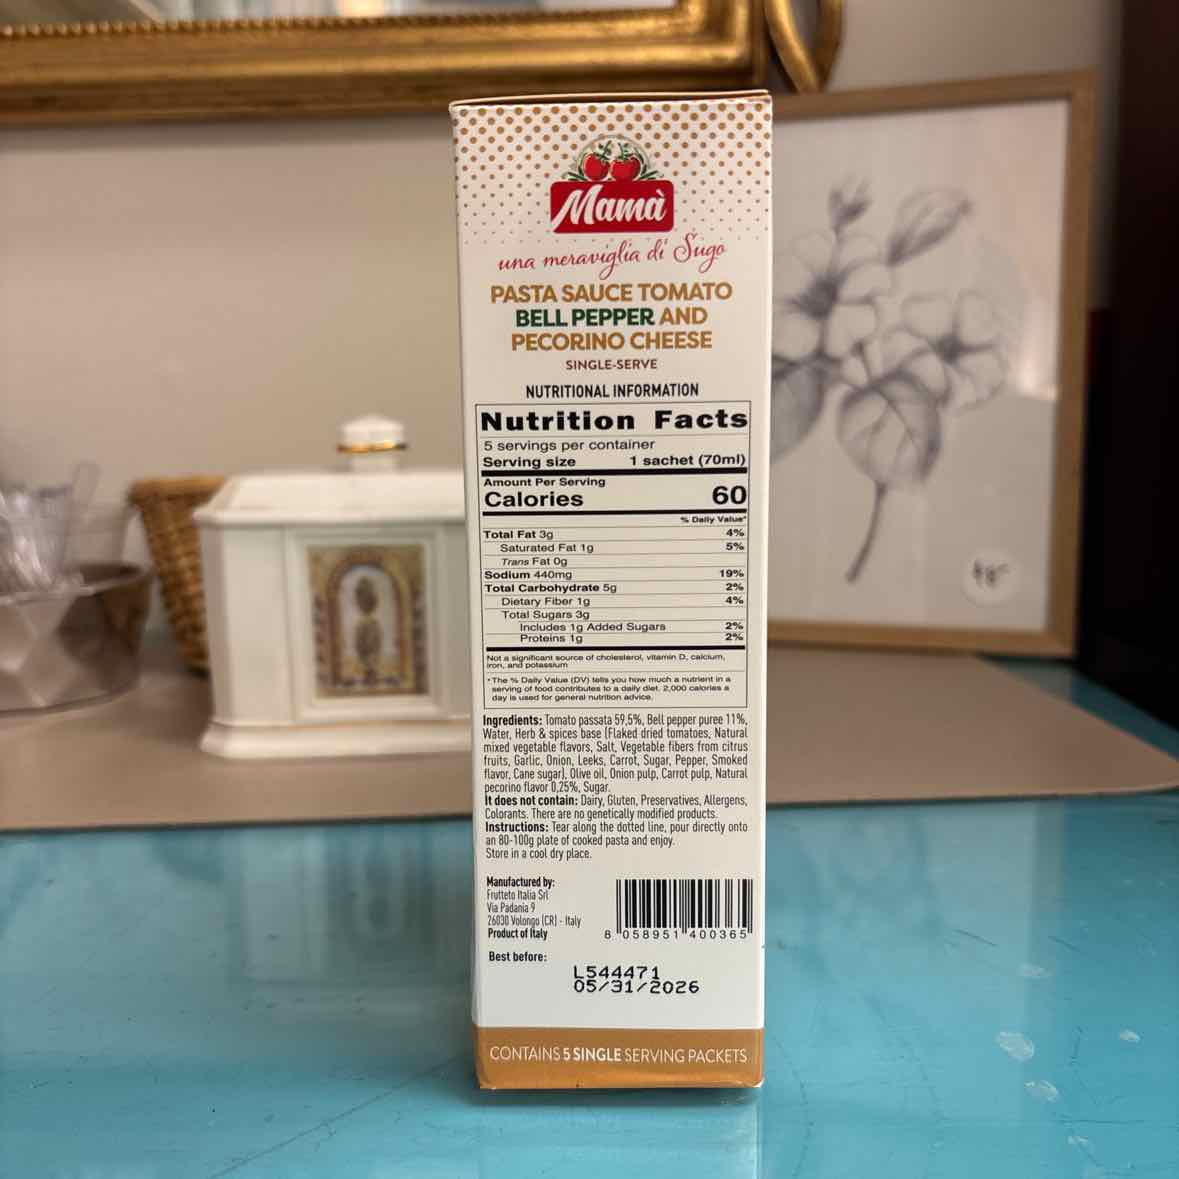 Mamà
una meraviglia di Sugo
PASTA SAUCE TOMATO
BELL PEPPER AND
PECORINO CHEESE
SINGLE-SERVE
NUTRITIONAL INFORMATION
Nutrition Facts
5 servings per container
Serving size 1 sachet (70ml)
Amount Per Serving
Calories 60
% Daily Value*
Total Fat 3g 4%
Saturated Fat 1g 5%
Trans Fat 0g
Sodium 440mg 19%
Total Carbohydrate 5g 2%
Dietary Fiber 1g 4%
Total Sugars 3g
Includes 1g Added Sugars 2%
Proteins 1g 2%
Not a significant source of cholesterol, vitamin D, calcium,
iron, and potassium
*The % Daily Value (DV) tells you how much a nutrient in a
serving of food contributes to a daily diet. 2,000 calories a
day is used for general nutrition advice.
Ingredients: Tomato passata 59,5%, Bell pepper puree 11%,
Water, Herb & spices base (Flaked dried tomatoes, Natural
mixed vegetable flavors, Salt, Vegetable fibers from citrus
fruits, Garlic, Onion, Leeks, Carrot, Sugar, Pepper, Smoked
flavor, Cane sugar), Olive oil, Onion pulp, Carrot pulp, Natural
pecorino flavor 0,25%, Sugar.
It does not contain: Dairy, Gluten, Preservatives, Allergens,
Colorants. There are no genetically modified products.
Instructions: Tear along the dotted line, pour directly onto
an 80-100g plate of cooked pasta and enjoy.
Store in a cool dry place.
Manufactured by:
Frutteto Italia Srl
Via Padania 9
26030 Volongo (CR) - Italy
Product of Italy
8 058951 400365
Best before:
L544471
05/31/2026
CONTAINS 5 SINGLE SERVING PACKETS